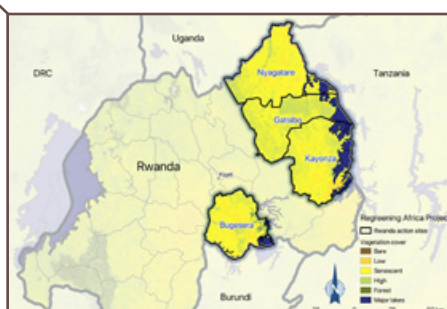 Uganda
DRC
Tanzania
Nyagatare
Gatsibo
Kayonza
Rwanda
Bugesera
Burundi
Regreening Africa Project
Rwanda action sites
Vegetation cover
Bare
Low
Senescent
High
Forest
Major lakes